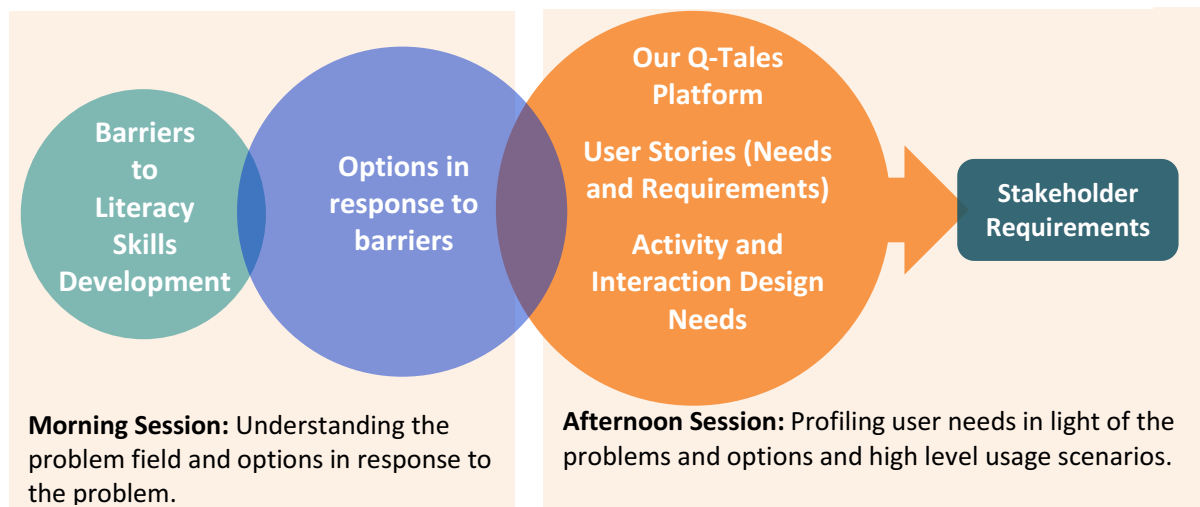 Barriers
to
Literacy
Skills
Development
Options in
response to
barriers
Our Q-Tales
Platform
User Stories (Needs
and Requirements)
Activity and
Interaction Design
Needs
Stakeholder
Requirements
Morning Session: Understanding the
problem field and options in response to
the problem.
Afternoon Session: Profiling user needs in light of the
problems and options and high level usage scenarios.